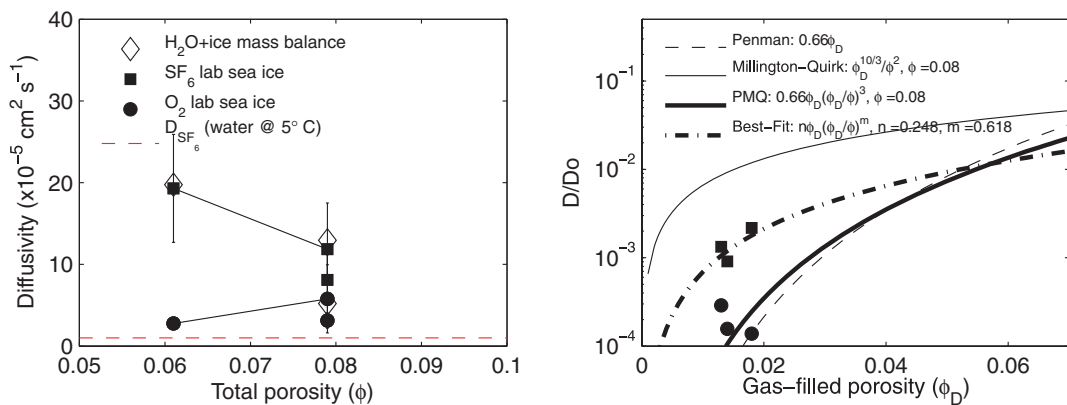 40
30
20
10
0
0.05
0.06
0.07
0.08
0.09
0.1
Diffusivity (x10⁻⁵ cm² s⁻¹)
Total porosity (ϕ)
H₂O+ice mass balance
SF₆ lab sea ice
O₂ lab sea ice
D_SF₆ (water @ 5° C)
10⁻¹
10⁻²
10⁻³
10⁻⁴
0
0.02
0.04
0.06
D/Do
Gas−filled porosity (ϕ_D)
Penman: 0.66ϕ_D
Millington−Quirk: ϕ_D^10/3/ϕ², ϕ =0.08
PMQ: 0.66ϕ_D(ϕ_D/ϕ)³, ϕ =0.08
Best−Fit: nϕ_D(ϕ_D/ϕ)^m, n =0.248, m =0.618